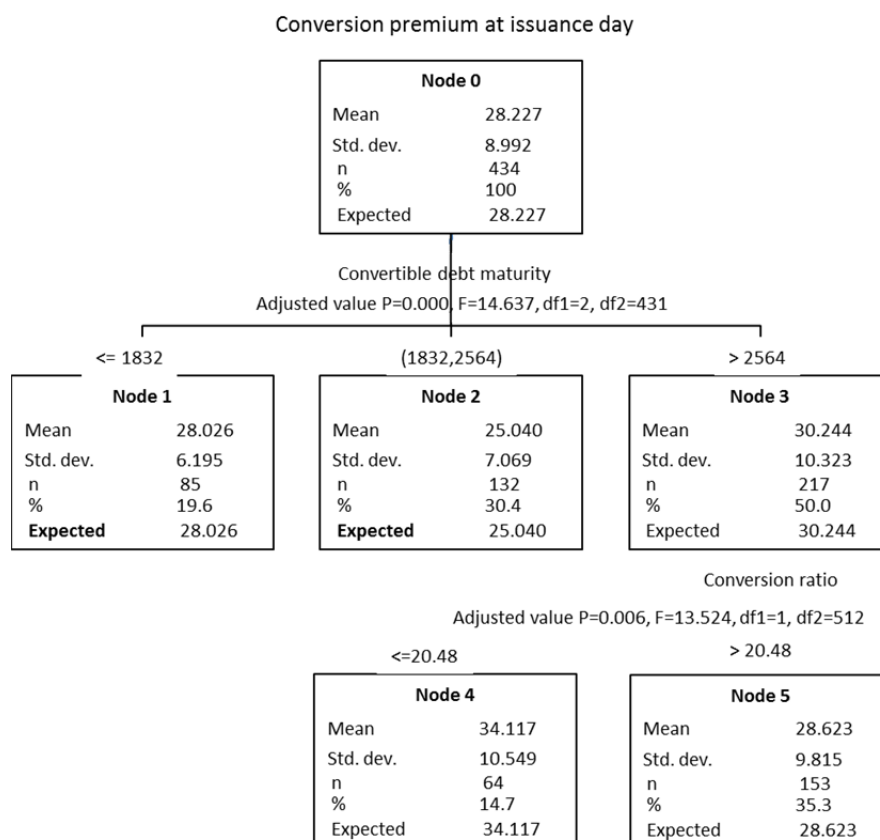 Conversion premium at issuance day
Node 0
Mean 28.227
Std. dev. 8.992
n 434
% 100
Expected 28.227
Convertible debt maturity
Adjusted value P=0.000, F=14.637, df1=2, df2=431
<= 1832
(1832,2564)
> 2564
Node 1
Mean 28.026
Std. dev. 6.195
n 85
% 19.6
Expected 28.026
Node 2
Mean 25.040
Std. dev. 7.069
n 132
% 30.4
Expected 25.040
Node 3
Mean 30.244
Std. dev. 10.323
n 217
% 50.0
Expected 30.244
Conversion ratio
Adjusted value P=0.006, F=13.524, df1=1, df2=512
<=20.48
> 20.48
Node 4
Mean 34.117
Std. dev. 10.549
n 64
% 14.7
Expected 34.117
Node 5
Mean 28.623
Std. dev. 9.815
n 153
% 35.3
Expected 28.623